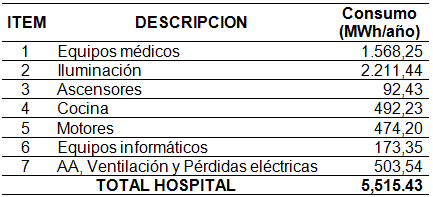 ITEM DESCRIPCION Consumo (MWh/año)
1 Equipos médicos 1.568,25
2 Iluminación 2.211,44
3 Ascensores 92,43
4 Cocina 492,23
5 Motores 474,20
6 Equipos informáticos 173,35
7 AA, Ventilación y Pérdidas eléctricas 503,54
TOTAL HOSPITAL 5,515.43